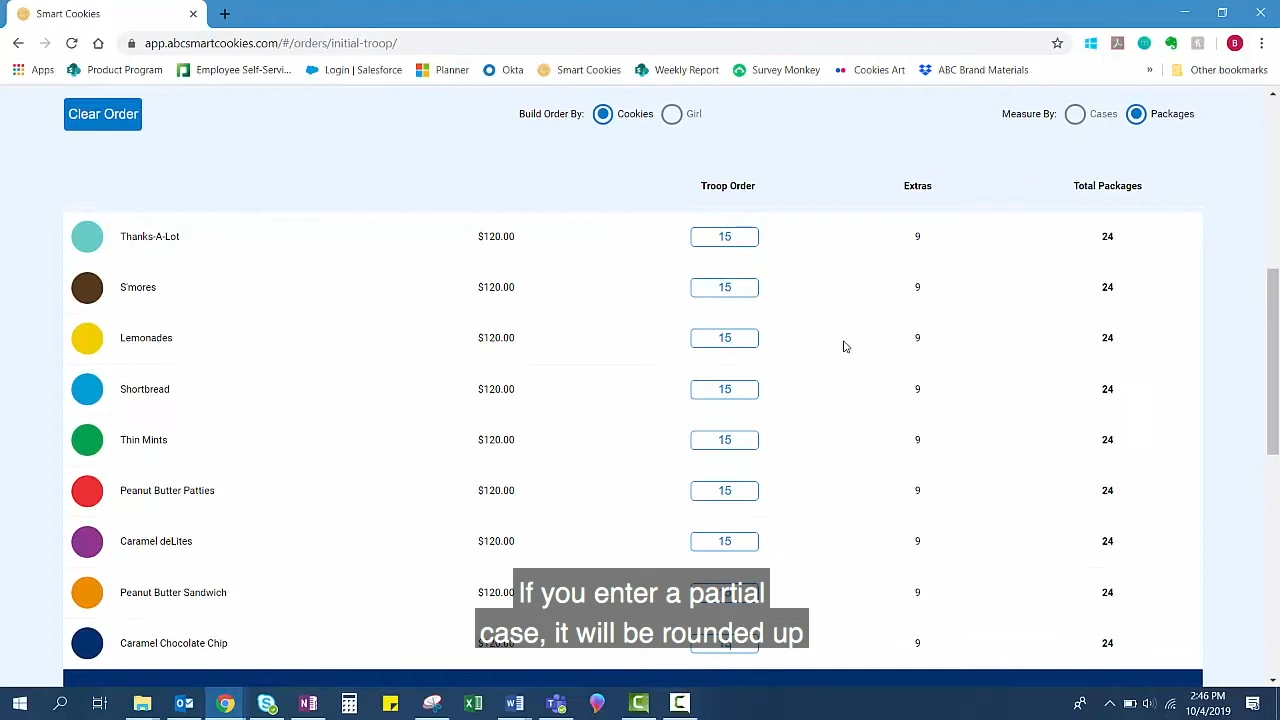 Smart Cookies
app.abcsmartcookies.com/#/orders/initial-troop/
B
Apps Product Program Employee Self-Servi... Login | Salesforce Planner Okta Smart Cookies Weekly Report Survey Monkey Cookies Art ABC Brand Materials » Other bookmarks
Clear Order Build Order By: Cookies Girl Measure By: Cases Packages
Troop Order Extras Total Packages
Thanks-A-Lot $120.00 15 9 24
S'mores $120.00 15 9 24
Lemonades $120.00 15 9 24
Shortbread $120.00 15 9 24
Thin Mints $120.00 15 9 24
Peanut Butter Patties $120.00 15 9 24
Caramel deLites $120.00 15 9 24
Peanut Butter Sandwich $120.00 9 24
Caramel Chocolate Chip $120.00 15 9 24
If you enter a partial
case, it will be rounded up
2:46 PM
10/4/2019